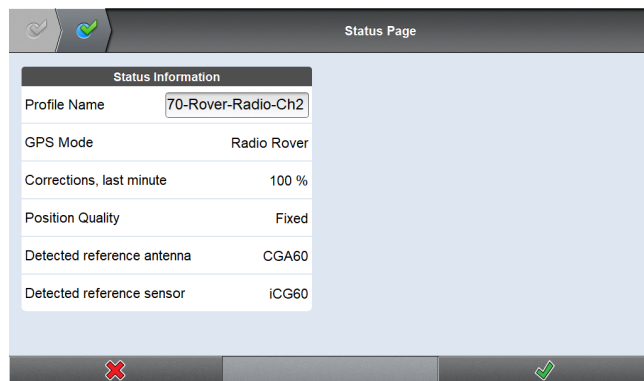 Status Page
Status Information
Profile Name 70-Rover-Radio-Ch2
GPS Mode Radio Rover
Corrections, last minute 100 %
Position Quality Fixed
Detected reference antenna CGA60
Detected reference sensor iCG60